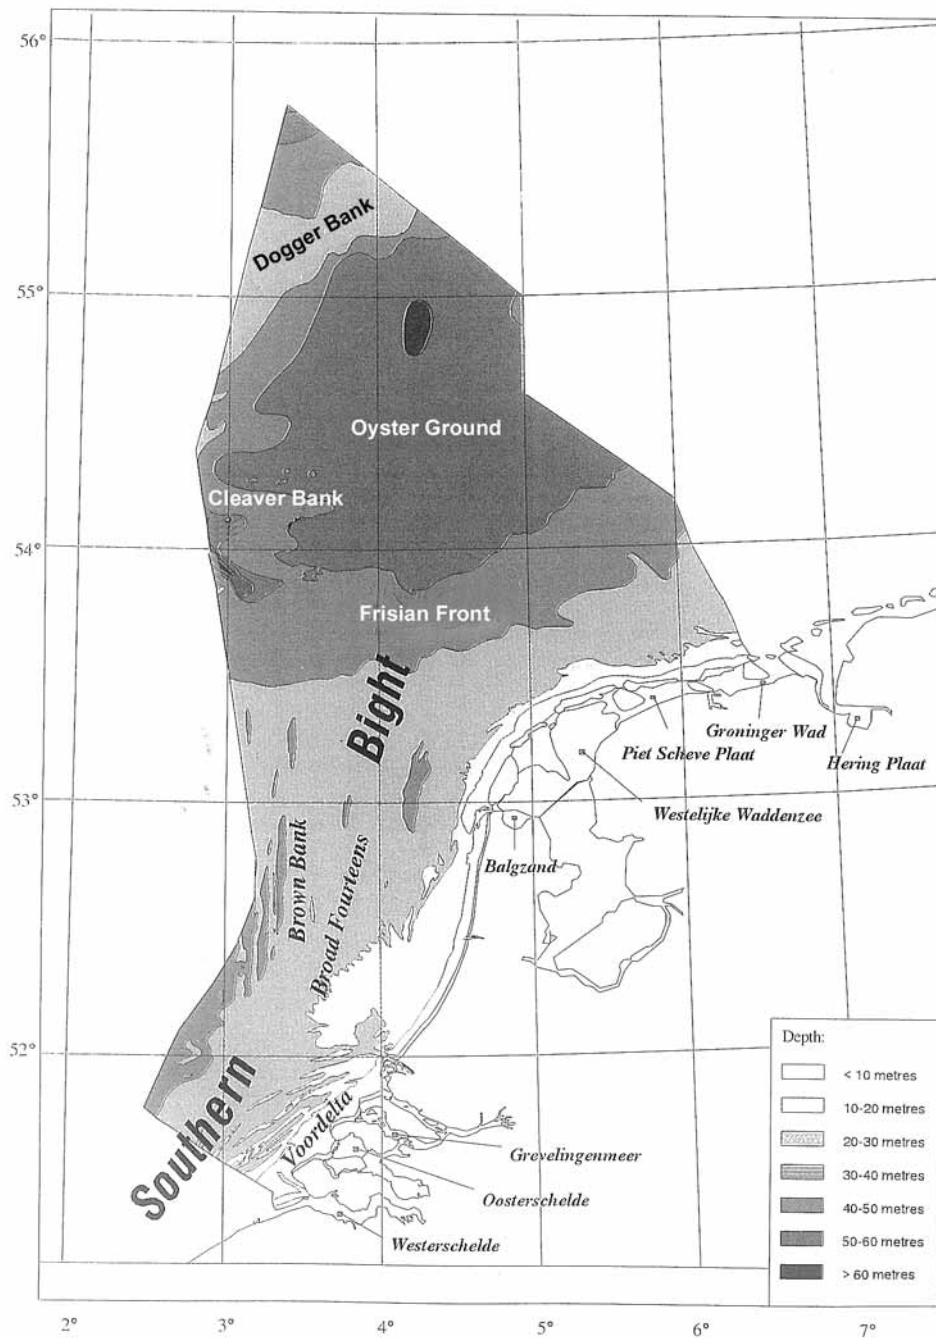 56°
Dogger Bank
55°
Oyster Ground
Cleaver Bank
54°
Frisian Front
Southern Bight
Groninger Wad
Piet Scheve Plaat
Hering Plaat
53°
Westelijke Waddenzee
Balgzand
Brown Bank
Broad Fourteens
52°
Voordelta
Grevelingenmeer
Oosterschelde
Westerschelde
Depth:
< 10 metres
10-20 metres
20-30 metres
30-40 metres
40-50 metres
50-60 metres
> 60 metres
2°
3°
4°
5°
6°
7°